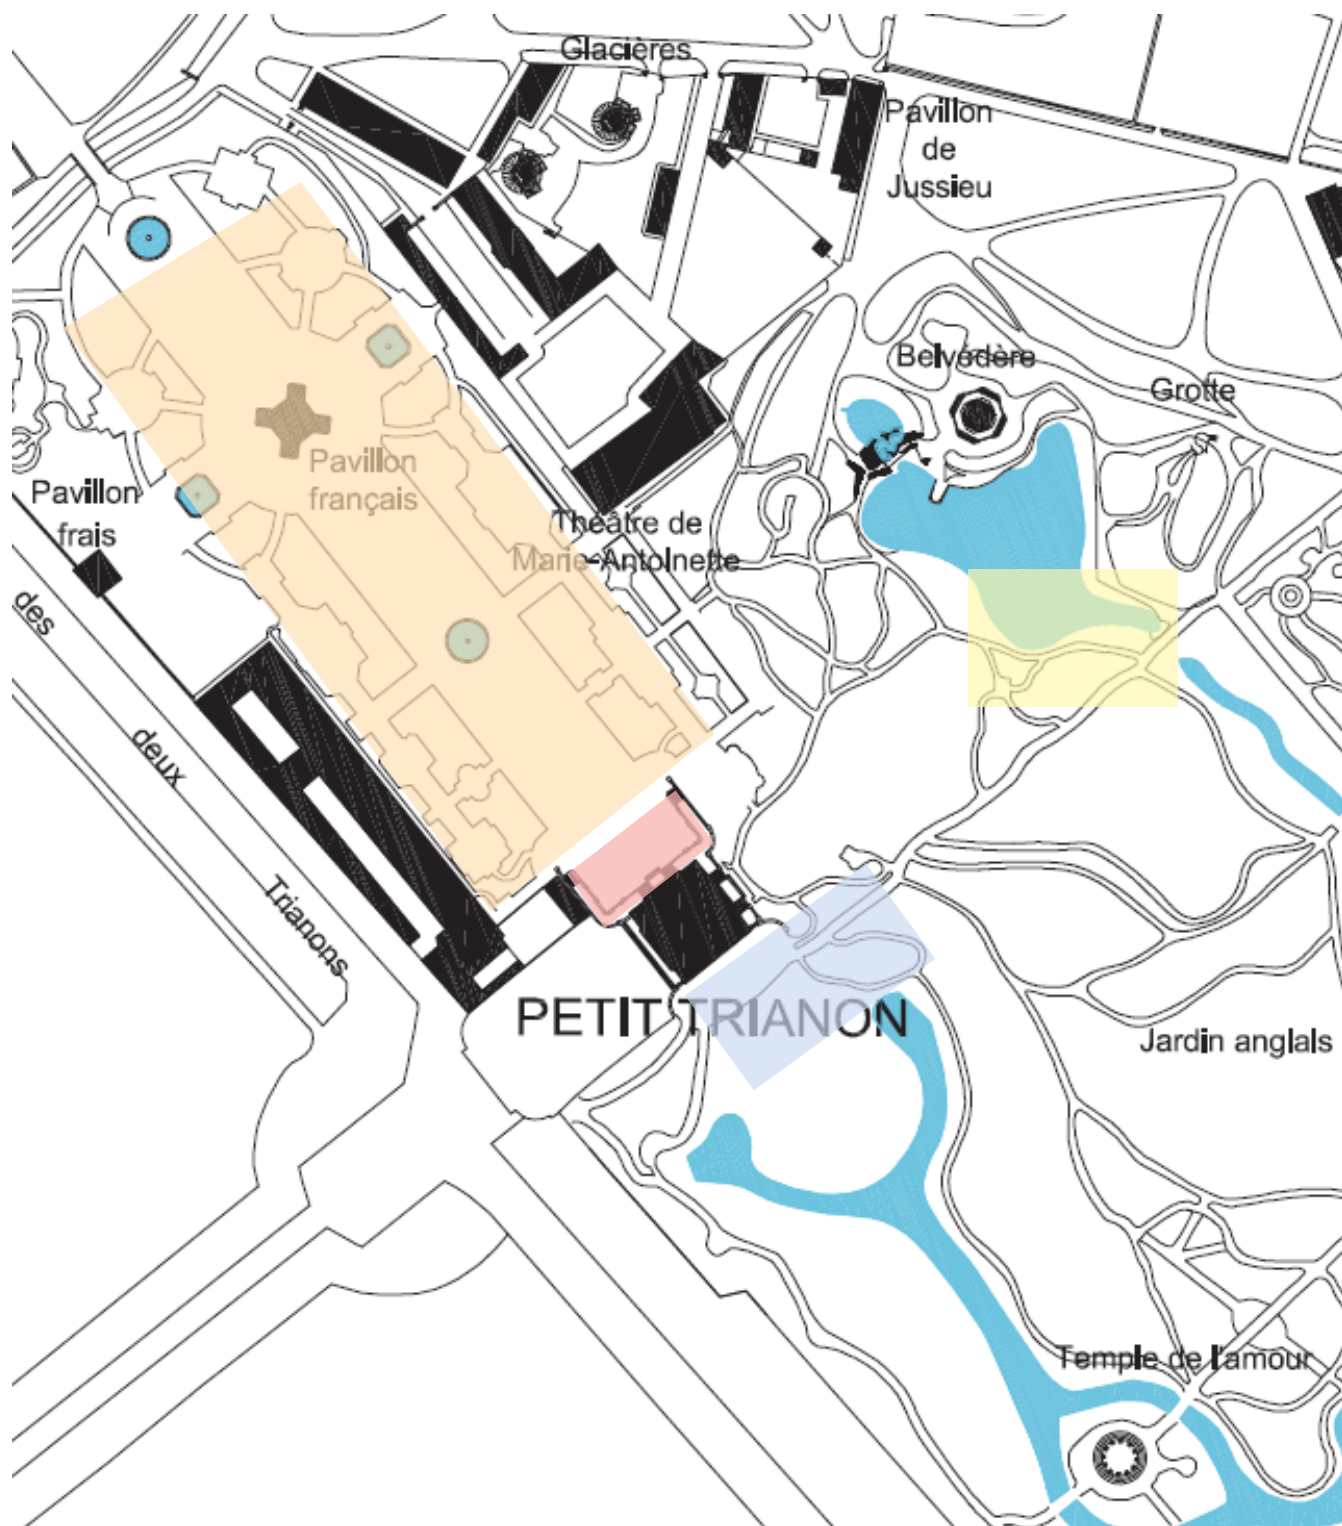 Glacières
Pavillon
de
Jussieu
Belvédère
Grotte
Pavillon
français
Pavillon
frais
Théâtre de
Marie-Antoinette
des
deux
Trianons
PETIT TRIANON
Jardin anglais
Temple de l'amour